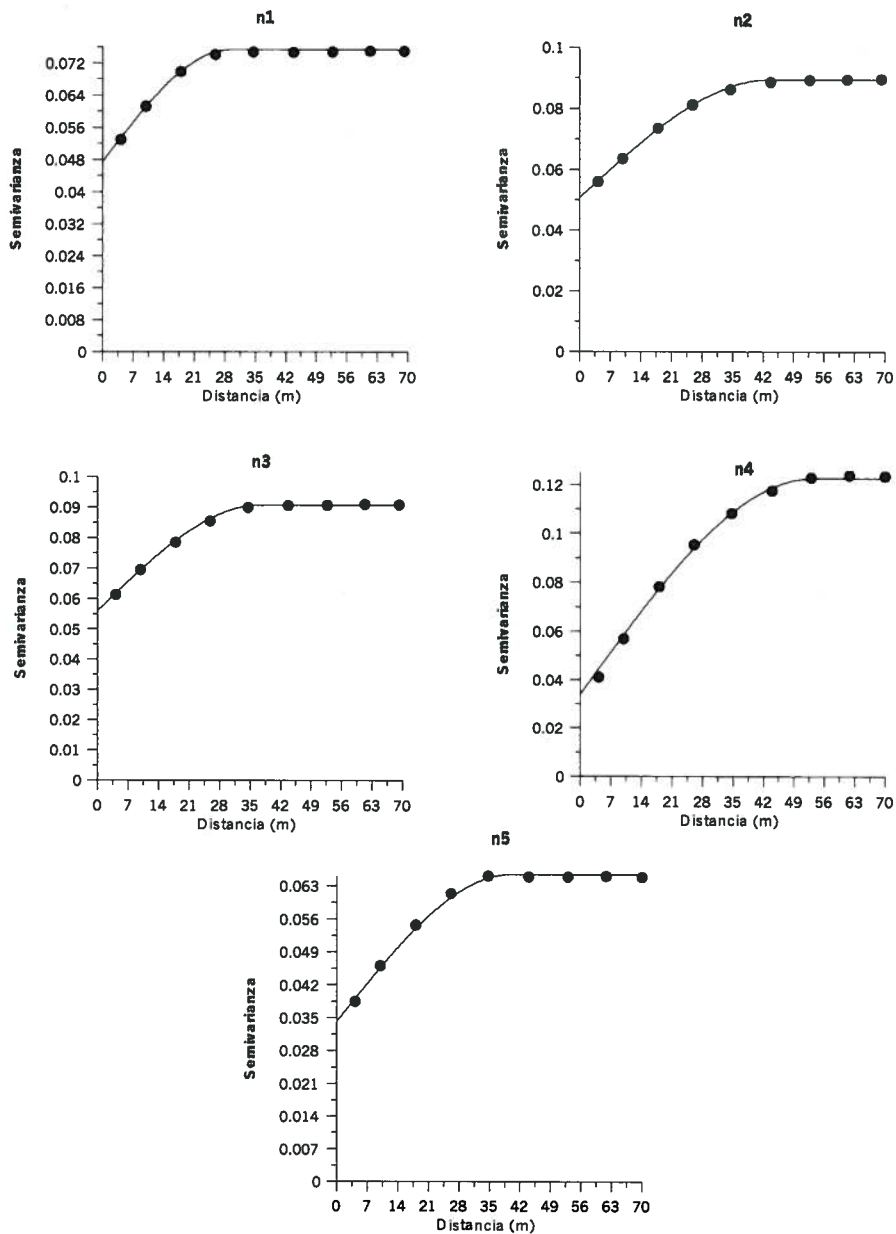 n1
Semivarianza
0.072
0.064
0.056
0.048
0.04
0.032
0.024
0.016
0.008
0
0 7 14 21 28 35 42 49 56 63 70
Distancia (m)
n2
Semivarianza
0.1
0.08
0.06
0.04
0.02
0
0 7 14 21 28 35 42 49 56 63 70
Distancia (m)
n3
Semivarianza
0.1
0.09
0.08
0.07
0.06
0.05
0.04
0.03
0.02
0.01
0
0 7 14 21 28 35 42 49 56 63 70
Distancia (m)
n4
Semivarianza
0.12
0.1
0.08
0.06
0.04
0.02
0
0 7 14 21 28 35 42 49 56 63 70
Distancia (m)
n5
Semivarianza
0.063
0.056
0.049
0.042
0.035
0.028
0.021
0.014
0.007
0
0 7 14 21 28 35 42 49 56 63 70
Distancia (m)